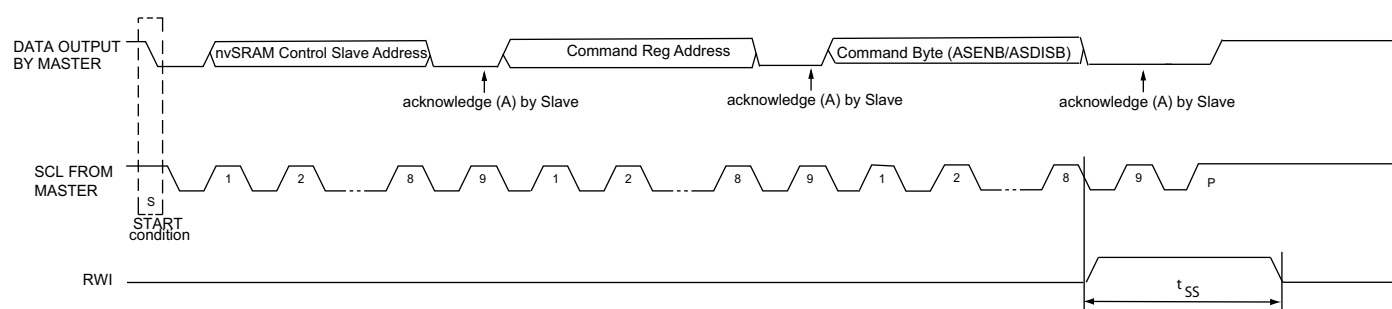 DATA OUTPUT
BY MASTER
nvSRAM Control Slave Address
Command Reg Address
Command Byte (ASENB/ASDISB)
acknowledge (A) by Slave
acknowledge (A) by Slave
acknowledge (A) by Slave
SCL FROM
MASTER
1 2 8 9 1 2 8 9 1 2 8 9
S
P
START
condition
RWI
tSS